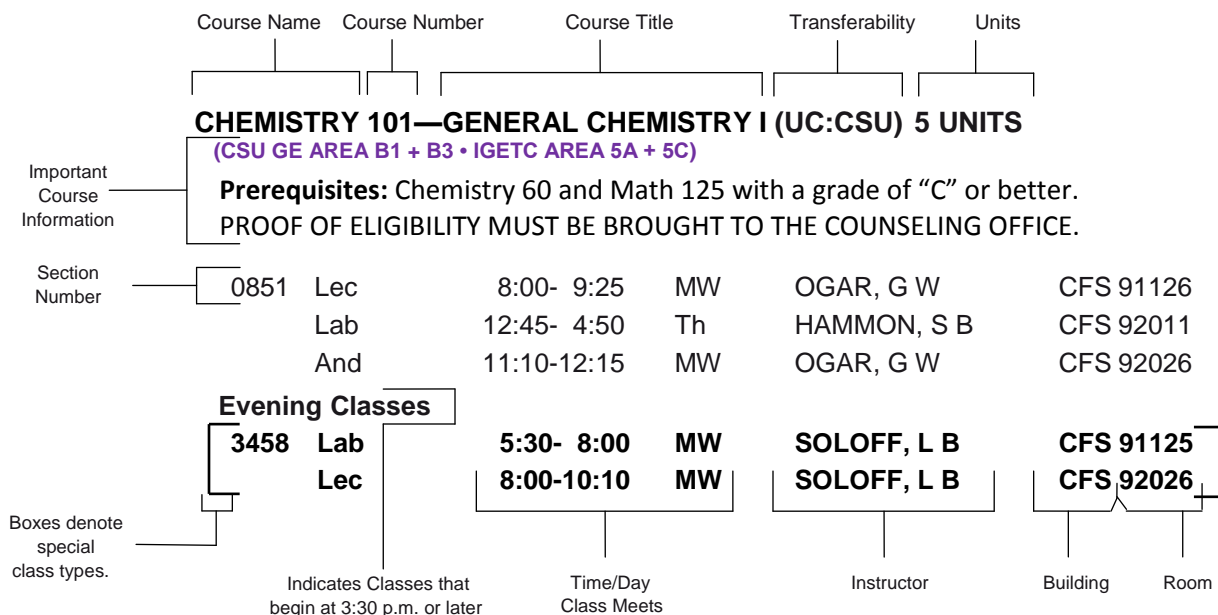 Course Name Course Number Course Title Transferability Units
CHEMISTRY 101—GENERAL CHEMISTRY I (UC:CSU) 5 UNITS
(CSU GE AREA B1 + B3 • IGETC AREA 5A + 5C)
Important
Course
Information
Prerequisites: Chemistry 60 and Math 125 with a grade of “C” or better.
PROOF OF ELIGIBILITY MUST BE BROUGHT TO THE COUNSELING OFFICE.
Section
Number
0851 Lec 8:00- 9:25 MW OGAR, G W CFS 91126
Lab 12:45- 4:50 Th HAMMON, S B CFS 92011
And 11:10-12:15 MW OGAR, G W CFS 92026
Evening Classes
3458 Lab 5:30- 8:00 MW SOLOFF, L B CFS 91125
Lec 8:00-10:10 MW SOLOFF, L B CFS 92026
Boxes denote
special
class types.
Indicates Classes that
begin at 3:30 p.m. or later
Time/Day
Class Meets
Instructor
Building
Room